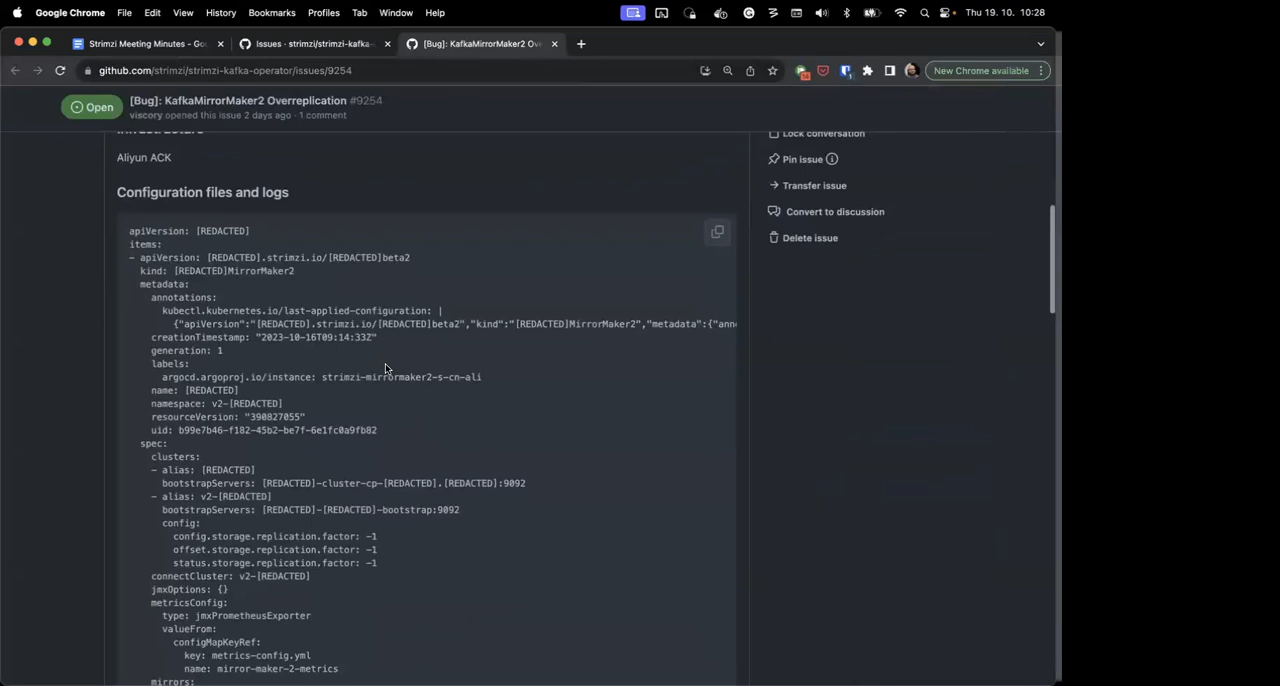 Google Chrome File Edit View History Bookmarks Profiles Tab Window Help Thu 19. 10. 10:28
Strimzi Meeting Minutes - Go Issues · strimzi/strimzi-kafka- [Bug]: KafkaMirrorMaker2 Ov
github.com/strimzi/strimzi-kafka-operator/issues/9254 New Chrome available
Open [Bug]: KafkaMirrorMaker2 Overreplication #9254
viscory opened this issue 2 days ago · 1 comment
Infrastructure
Lock conversation
Aliyun ACK
Pin issue
Transfer issue
Configuration files and logs
Convert to discussion
Delete issue
apiVersion: [REDACTED]
items:
- apiVersion: [REDACTED].strimzi.io/[REDACTED]beta2
kind: [REDACTED]MirrorMaker2
metadata:
annotations:
kubectl.kubernetes.io/last-applied-configuration: |
{"apiVersion":"[REDACTED].strimzi.io/[REDACTED]beta2","kind":"[REDACTED]MirrorMaker2","metadata":{"anno
creationTimestamp: "2023-10-16T09:14:33Z"
generation: 1
labels:
argocd.argoproj.io/instance: strimzi-mirrormaker2-s-cn-ali
name: [REDACTED]
namespace: v2-[REDACTED]
resourceVersion: "390827055"
uid: b99e7b46-f182-45b2-be7f-6e1fc0a9fb82
spec:
clusters:
- alias: [REDACTED]
bootstrapServers: [REDACTED]-cluster-cp-[REDACTED].[REDACTED]:9092
- alias: v2-[REDACTED]
bootstrapServers: [REDACTED]-[REDACTED]-bootstrap:9092
config:
config.storage.replication.factor: -1
offset.storage.replication.factor: -1
status.storage.replication.factor: -1
connectCluster: v2-[REDACTED]
jmxOptions: {}
metricsConfig:
type: jmxPrometheusExporter
valueFrom:
configMapKeyRef:
key: metrics-config.yml
name: mirror-maker-2-metrics
mirrors: